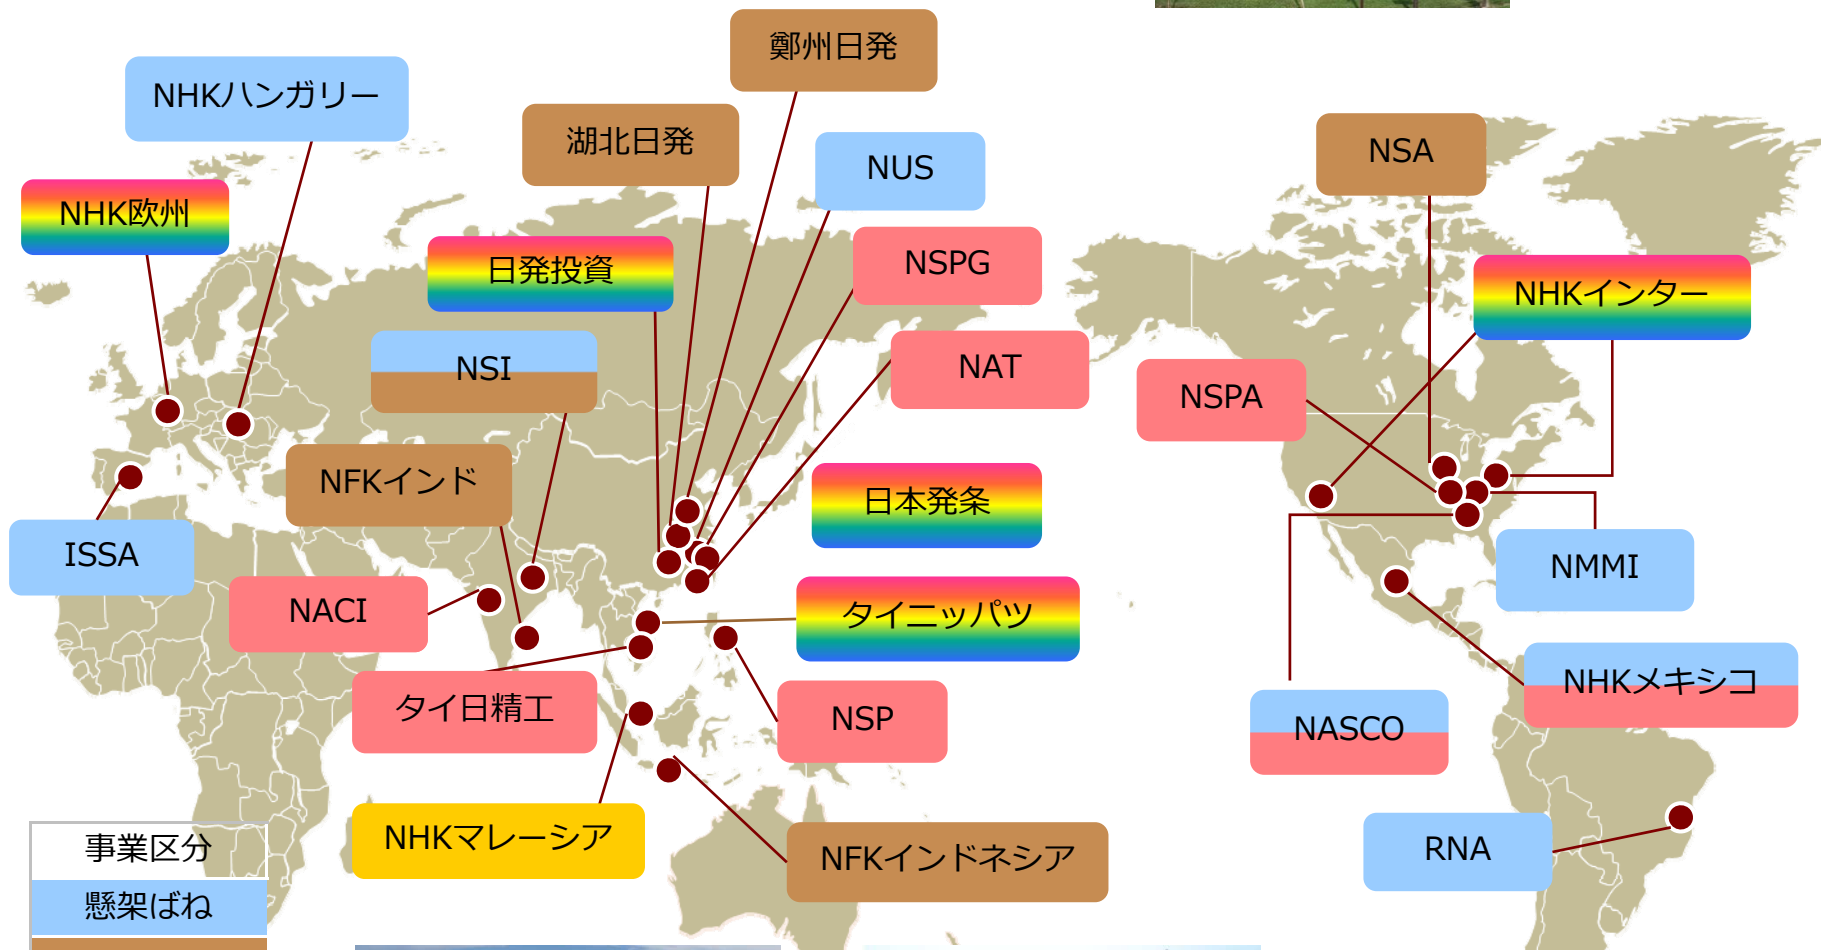 鄭州日発
NHKハンガリー
湖北日発
NSA
NUS
NHK欧州
NSPG
日発投資
NHKインター
NSI
NAT
NSPA
NFKインド
日本発条
ISSA
NMMI
NACI
タイニッパツ
NHKメキシコ
タイ日精工
NSP
NASCO
NHKマレーシア
NFKインドネシア
RNA
事業区分
懸架ばね